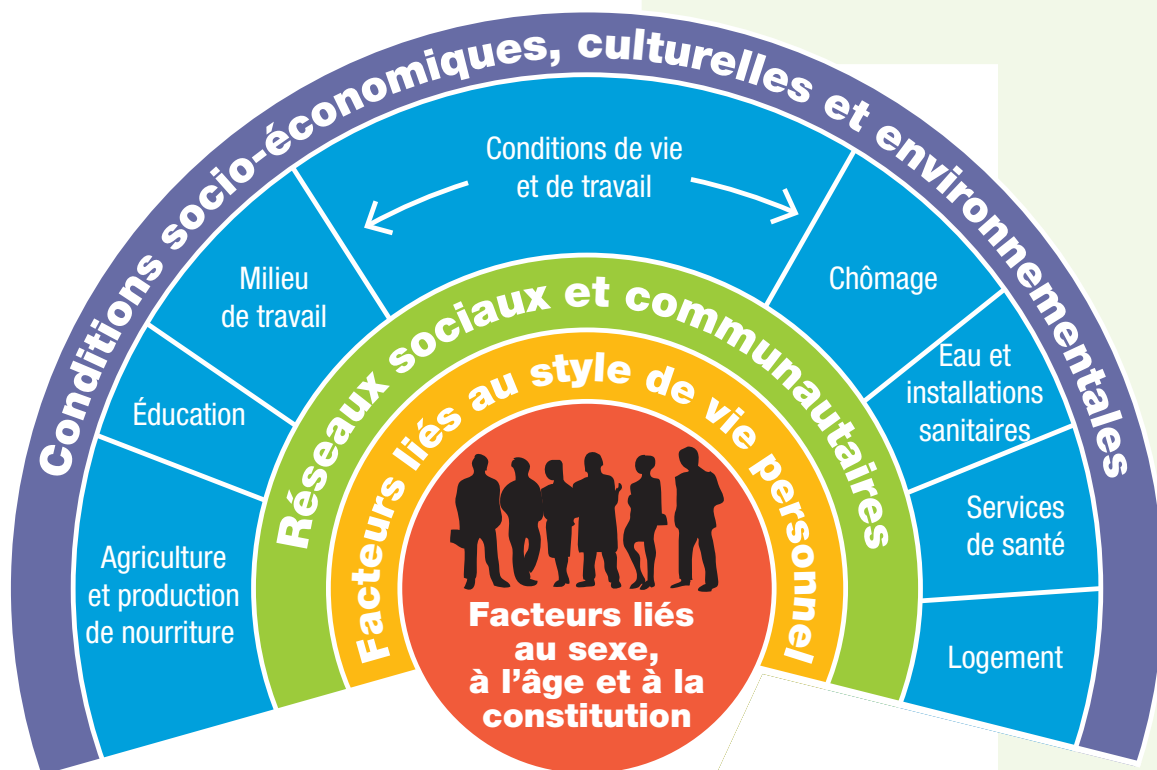 Conditions socio-économiques, culturelles et environnementales
Conditions de vie
et de travail
Agriculture
et production
de nourriture
Éducation
Milieu
de travail
Chômage
Eau et
installations
sanitaires
Services
de santé
Logement
Réseaux sociaux et communautaires
Facteurs liés au style de vie personnel
Facteurs liés
au sexe,
à l'âge et à la
constitution